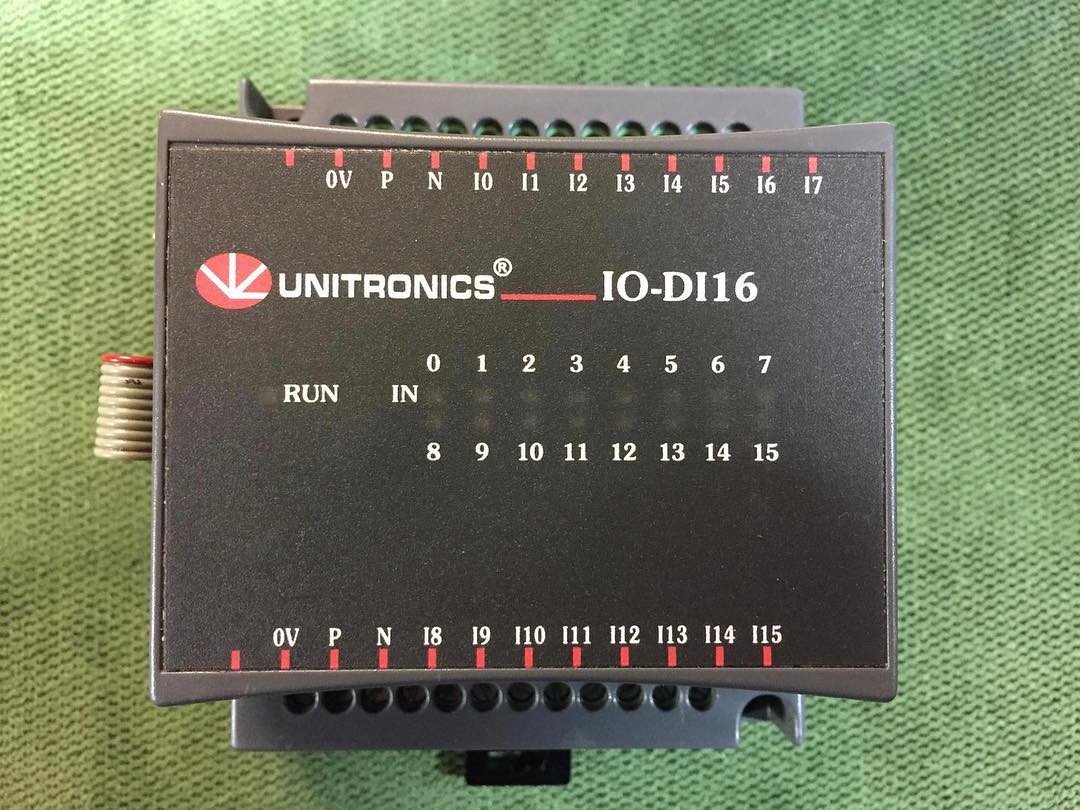 0V P N I0 I1 I2 I3 I4 I5 I6 I7
UNITRONICS® IO-DI16
0 1 2 3 4 5 6 7
RUN IN
8 9 10 11 12 13 14 15
0V P N I8 I9 I10 I11 I12 I13 I14 I15